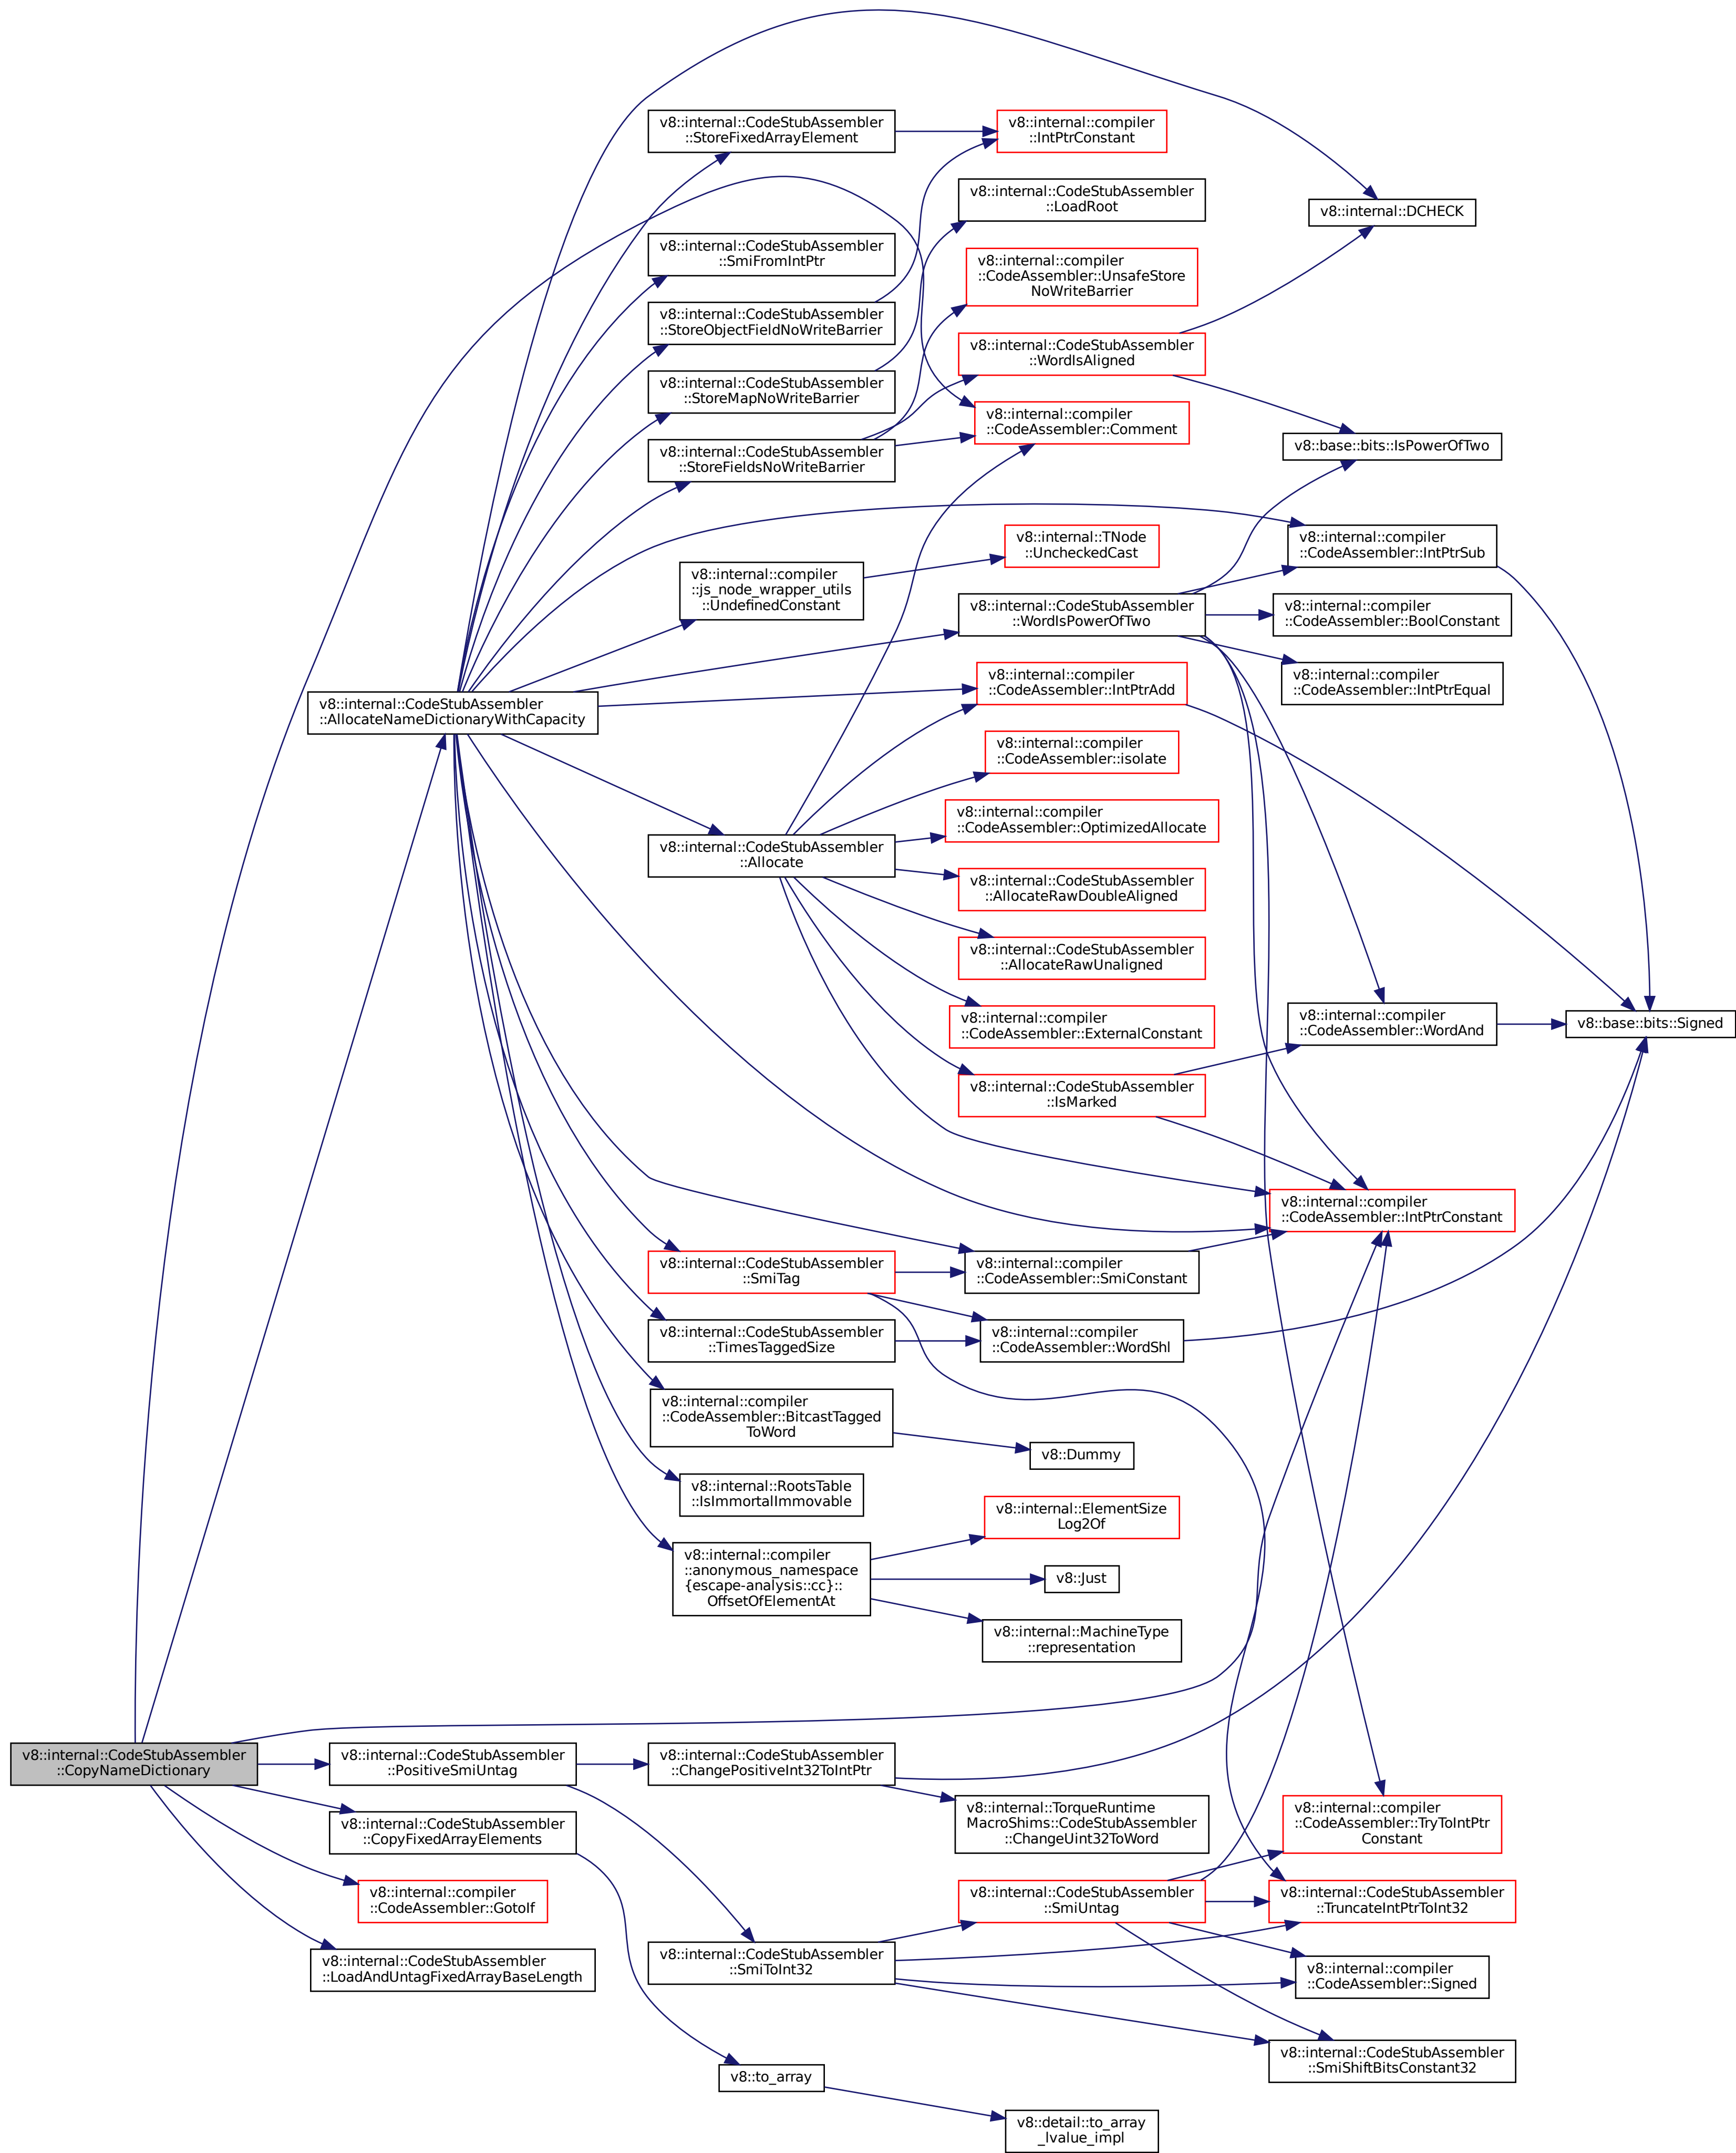 v8::internal::CodeStubAssembler
::StoreFixedArrayElement
v8::internal::compiler
::IntPtrConstant
v8::internal::CodeStubAssembler
::LoadRoot
v8::internal::DCHECK
v8::internal::CodeStubAssembler
::SmiFromIntPtr
v8::internal::compiler
::CodeAssembler::UnsafeStore
NoWriteBarrier
v8::internal::CodeStubAssembler
::StoreObjectFieldNoWriteBarrier
v8::internal::CodeStubAssembler
::WordIsAligned
v8::internal::CodeStubAssembler
::StoreMapNoWriteBarrier
v8::internal::compiler
::CodeAssembler::Comment
v8::internal::CodeStubAssembler
::StoreFieldsNoWriteBarrier
v8::base::bits::IsPowerOfTwo
v8::internal::TNode
::UncheckedCast
v8::internal::compiler
::CodeAssembler::IntPtrSub
v8::internal::compiler
::js_node_wrapper_utils
::UndefinedConstant
v8::internal::CodeStubAssembler
::WordIsPowerOfTwo
v8::internal::compiler
::CodeAssembler::BoolConstant
v8::internal::compiler
::CodeAssembler::IntPtrEqual
v8::internal::CodeStubAssembler
::AllocateNameDictionaryWithCapacity
v8::internal::compiler
::CodeAssembler::IntPtrAdd
v8::internal::compiler
::CodeAssembler::isolate
v8::internal::compiler
::CodeAssembler::OptimizedAllocate
v8::internal::CodeStubAssembler
::Allocate
v8::internal::CodeStubAssembler
::AllocateRawDoubleAligned
v8::internal::CodeStubAssembler
::AllocateRawUnaligned
v8::internal::compiler
::CodeAssembler::ExternalConstant
v8::internal::compiler
::CodeAssembler::WordAnd
v8::base::bits::Signed
v8::internal::CodeStubAssembler
::IsMarked
v8::internal::compiler
::CodeAssembler::IntPtrConstant
v8::internal::CodeStubAssembler
::SmiTag
v8::internal::compiler
::CodeAssembler::SmiConstant
v8::internal::CodeStubAssembler
::TimesTaggedSize
v8::internal::compiler
::CodeAssembler::WordShl
v8::internal::compiler
::CodeAssembler::BitcastTagged
ToWord
v8::Dummy
v8::internal::RootsTable
::IsImmortalImmovable
v8::internal::ElementSize
Log2Of
v8::internal::compiler
::anonymous_namespace
{escape-analysis::cc}::
OffsetOfElementAt
v8::Just
v8::internal::MachineType
::representation
v8::internal::CodeStubAssembler
::CopyNameDictionary
v8::internal::CodeStubAssembler
::PositiveSmiUntag
v8::internal::CodeStubAssembler
::ChangePositiveInt32ToIntPtr
v8::internal::TorqueRuntime
MacroShims::CodeStubAssembler
::ChangeUint32ToWord
v8::internal::compiler
::CodeAssembler::TryToIntPtr
Constant
v8::internal::CodeStubAssembler
::CopyFixedArrayElements
v8::internal::compiler
::CodeAssembler::GotoIf
v8::internal::CodeStubAssembler
::SmiUntag
v8::internal::CodeStubAssembler
::TruncateIntPtrToInt32
v8::internal::CodeStubAssembler
::LoadAndUntagFixedArrayBaseLength
v8::internal::CodeStubAssembler
::SmiToInt32
v8::internal::compiler
::CodeAssembler::Signed
v8::internal::CodeStubAssembler
::SmiShiftBitsConstant32
v8::to_array
v8::detail::to_array
_lvalue_impl